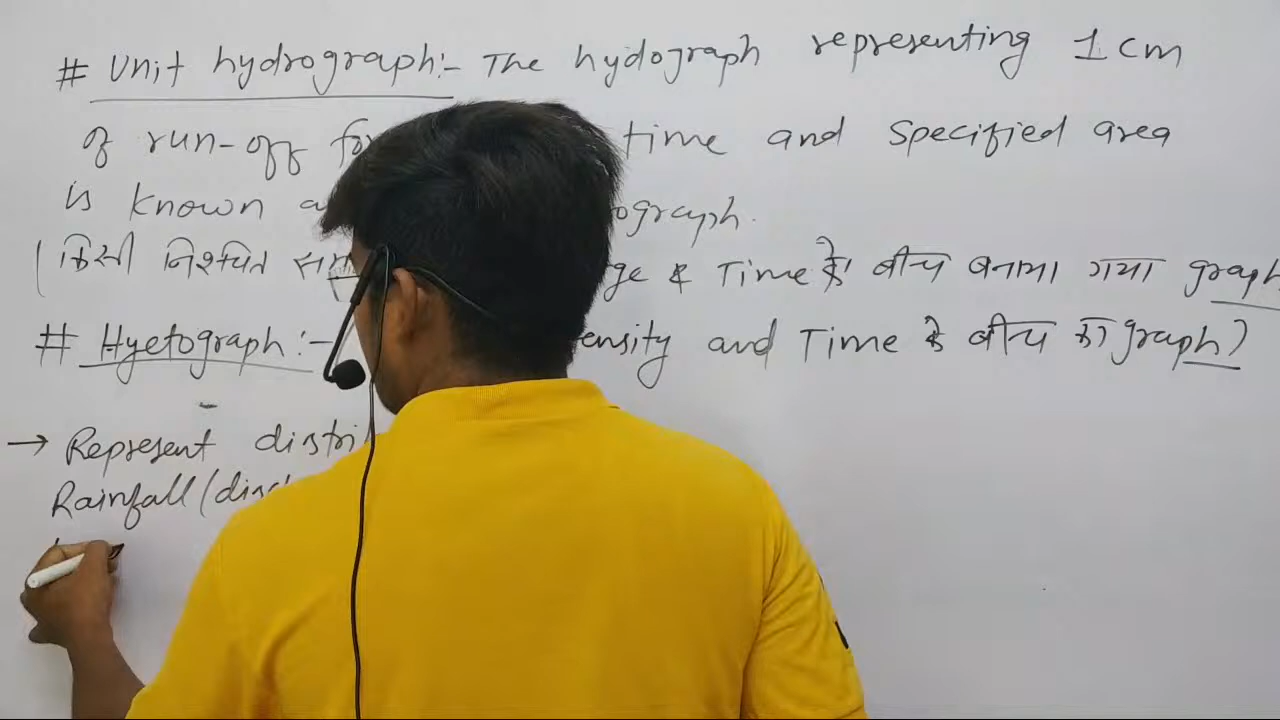 # Unit hydrograph:- The hydograph representing 1 cm
of run-off for time and Specified area
is known ograph.
(किसी निश्चित ge & Time के बीच बनाया गया graph
# Hyetograph:- ensity and Time के बीच का graph)
→ Represent distri
Rainfall (disch